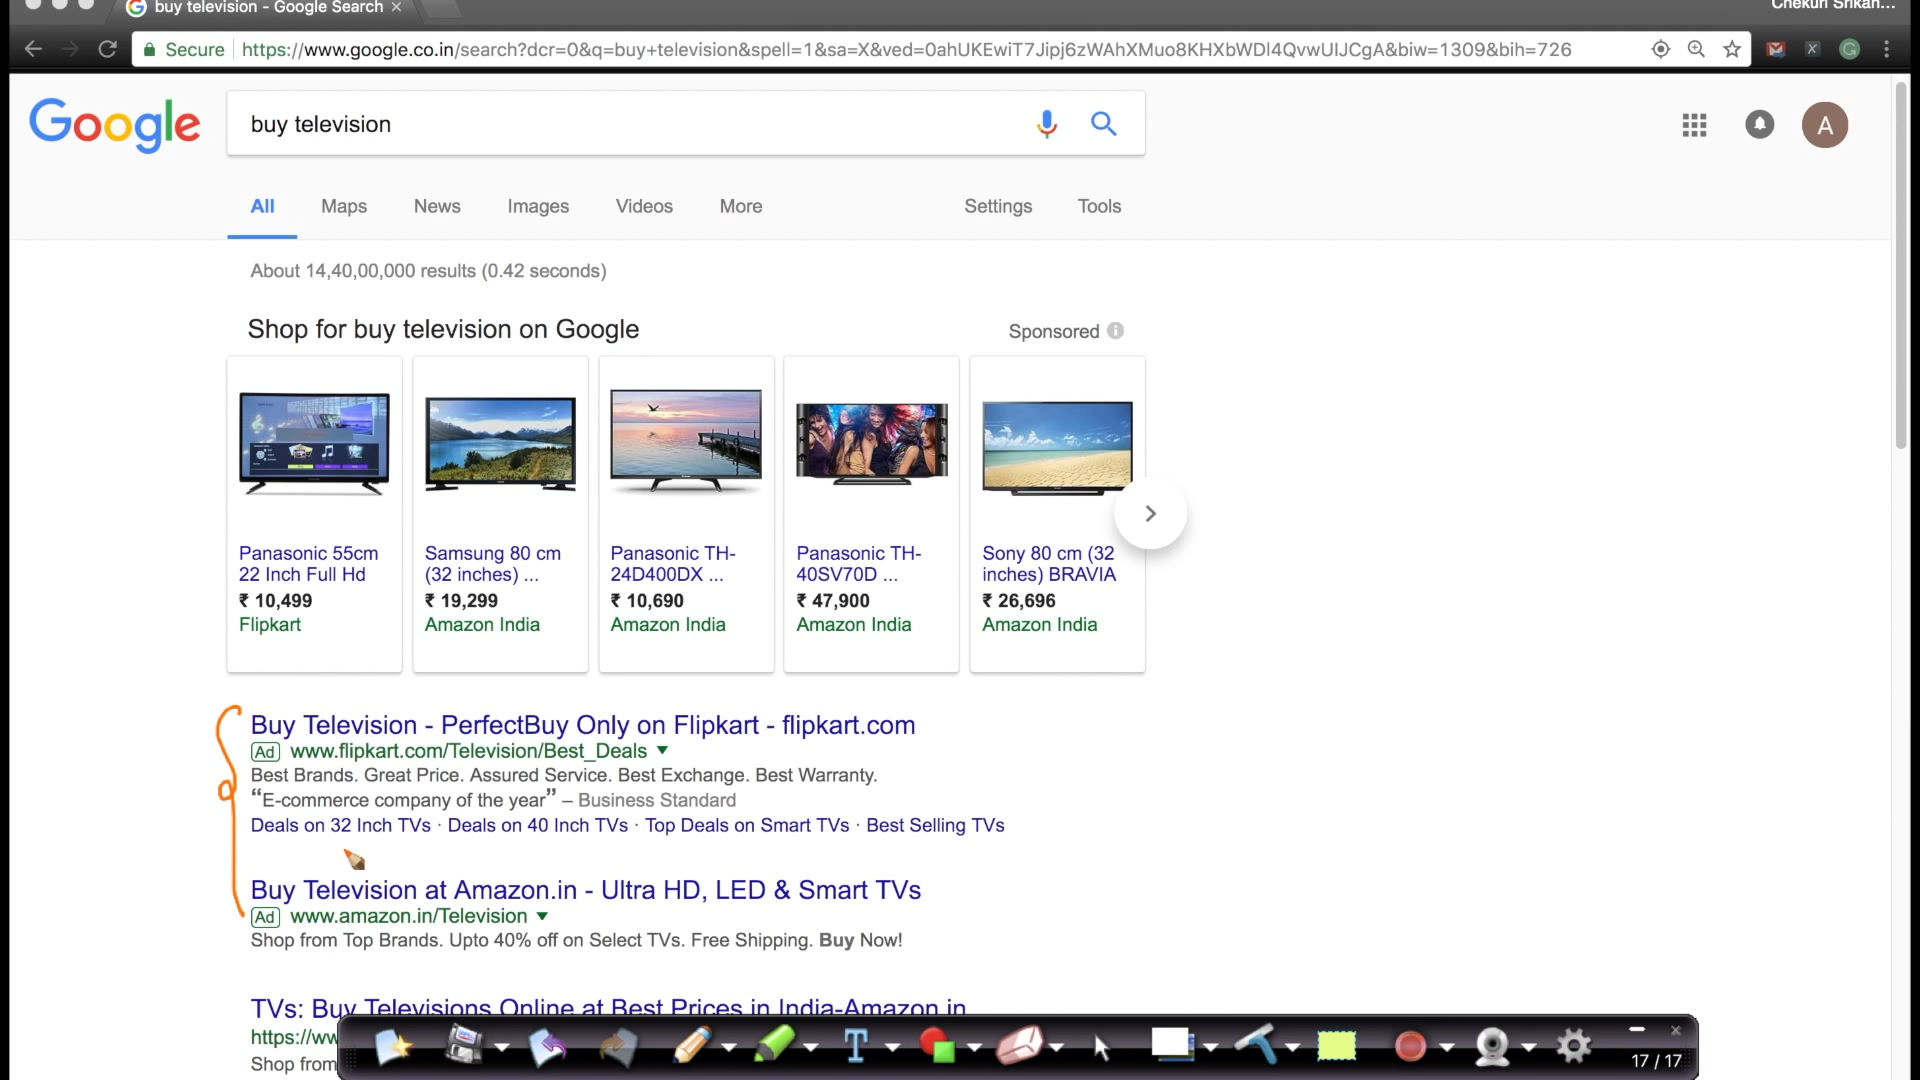 buy television - Google Search
Chekuri Srikan...
Secure https://www.google.co.in/search?dcr=0&q=buy+television&spell=1&sa=X&ved=0ahUKEwiT7Jipj6zWAhXMuo8KHXbWDl4QvwUIJCgA&biw=1309&bih=726
Google
buy television
A
All Maps News Images Videos More Settings Tools
About 14,40,00,000 results (0.42 seconds)
Shop for buy television on Google Sponsored
Panasonic 55cm
22 Inch Full Hd
₹ 10,499
Flipkart
Samsung 80 cm
(32 inches) ...
₹ 19,299
Amazon India
Panasonic TH-
24D400DX ...
₹ 10,690
Amazon India
Panasonic TH-
40SV70D ...
₹ 47,900
Amazon India
Sony 80 cm (32
inches) BRAVIA
₹ 26,696
Amazon India
Buy Television - PerfectBuy Only on Flipkart - flipkart.com
Ad www.flipkart.com/Television/Best_Deals
Best Brands. Great Price. Assured Service. Best Exchange. Best Warranty.
“E-commerce company of the year” – Business Standard
Deals on 32 Inch TVs · Deals on 40 Inch TVs · Top Deals on Smart TVs · Best Selling TVs
Buy Television at Amazon.in - Ultra HD, LED & Smart TVs
Ad www.amazon.in/Television
Shop from Top Brands. Upto 40% off on Select TVs. Free Shipping. Buy Now!
TVs: Buy Televisions Online at Best Prices in India-Amazon.in
https://ww
Shop from
17 / 17